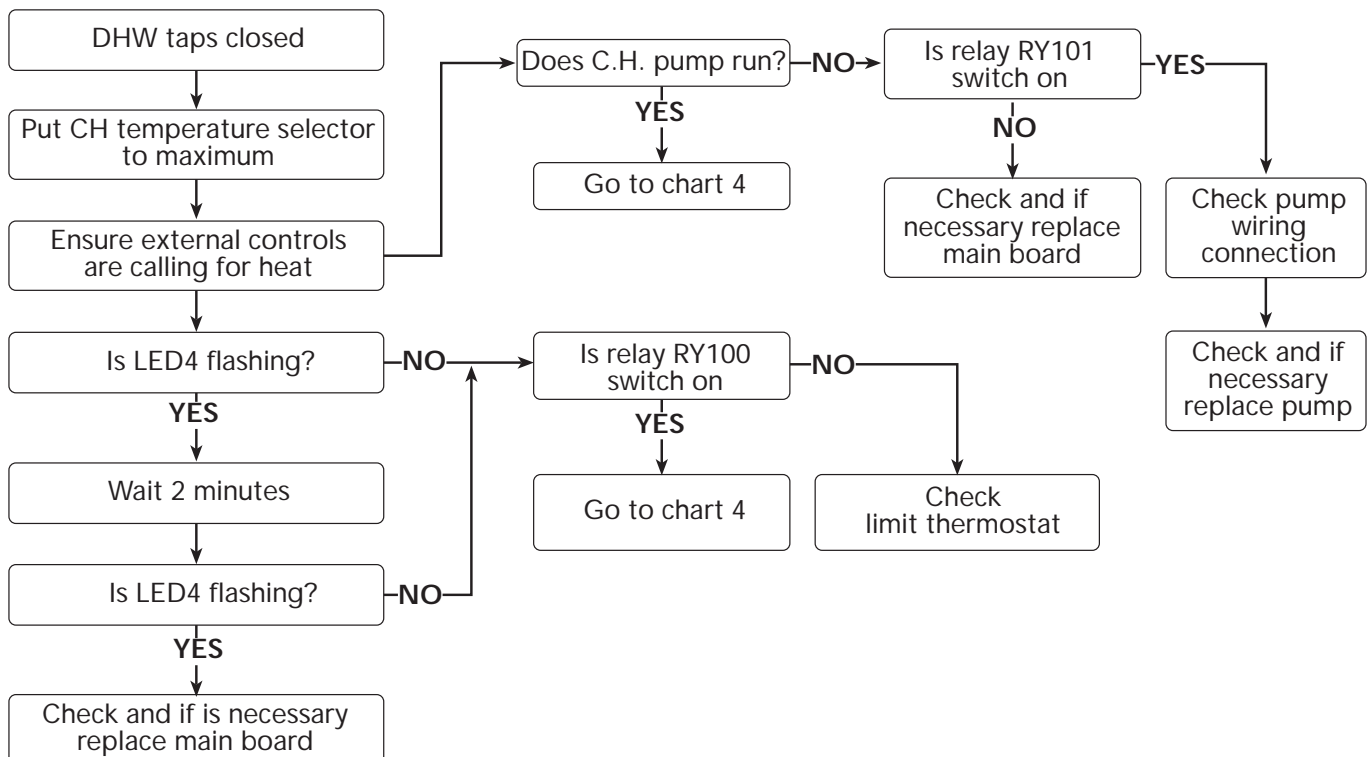 DHW taps closed
Put CH temperature selector
to maximum
Ensure external controls
are calling for heat
Is LED4 flashing?
NO
YES
Wait 2 minutes
Is LED4 flashing?
NO
YES
Check and if is necessary
replace main board
Does C.H. pump run?
NO
YES
Go to chart 4
Is relay RY101
switch on
YES
NO
Check and if
necessary replace
main board
Check pump
wiring
connection
Check and if
necessary
replace pump
Is relay RY100
switch on
NO
YES
Go to chart 4
Check
limit thermostat